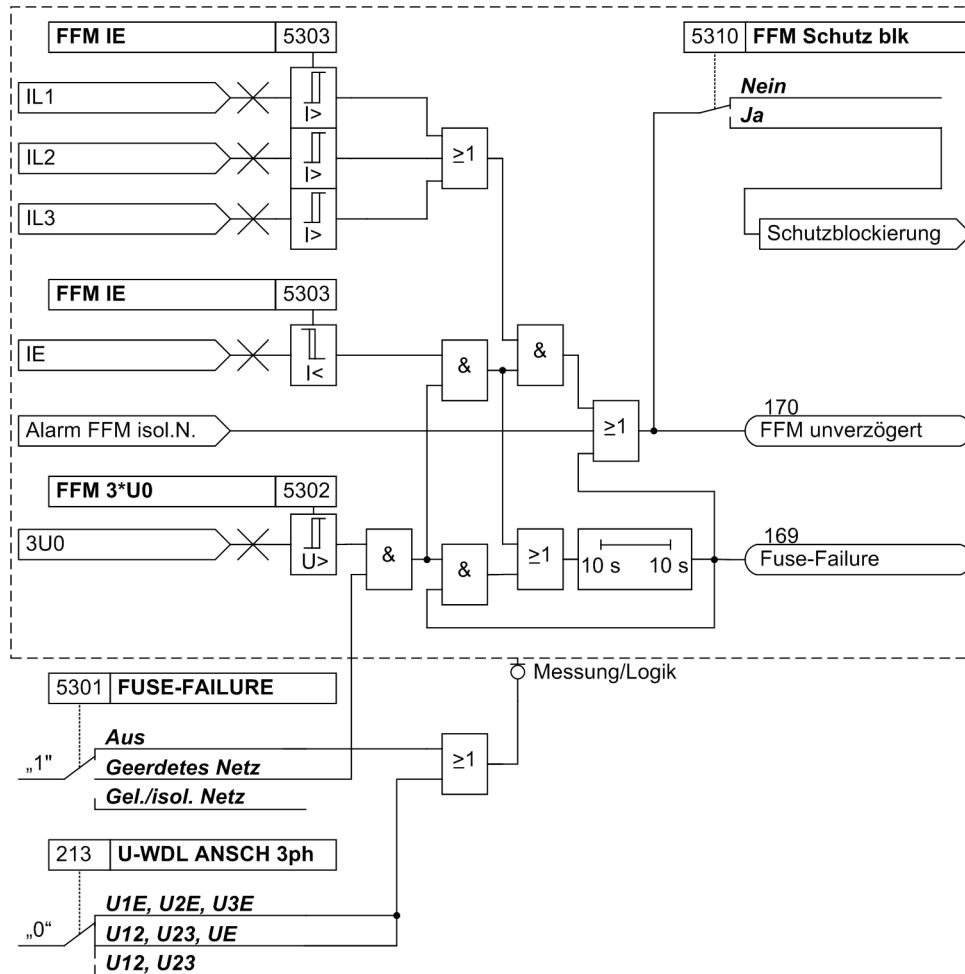 FFM IE 5303
5310 FFM Schutz blk
IL1
I>
IL2
I>
IL3
I>
≥1
Nein
Ja
Schutzblockierung
FFM IE 5303
IE
I<
&
&
Alarm FFM isol.N.
≥1
170
FFM unverzögert
FFM 3*U0 5302
3U0
U>
&
&
≥1
10 s 10 s
169
Fuse-Failure
Messung/Logik
5301 FUSE-FAILURE
„1"
Aus
Geerdetes Netz
Gel./isol. Netz
≥1
213 U-WDL ANSCH 3ph
„0“
U1E, U2E, U3E
U12, U23, UE
U12, U23